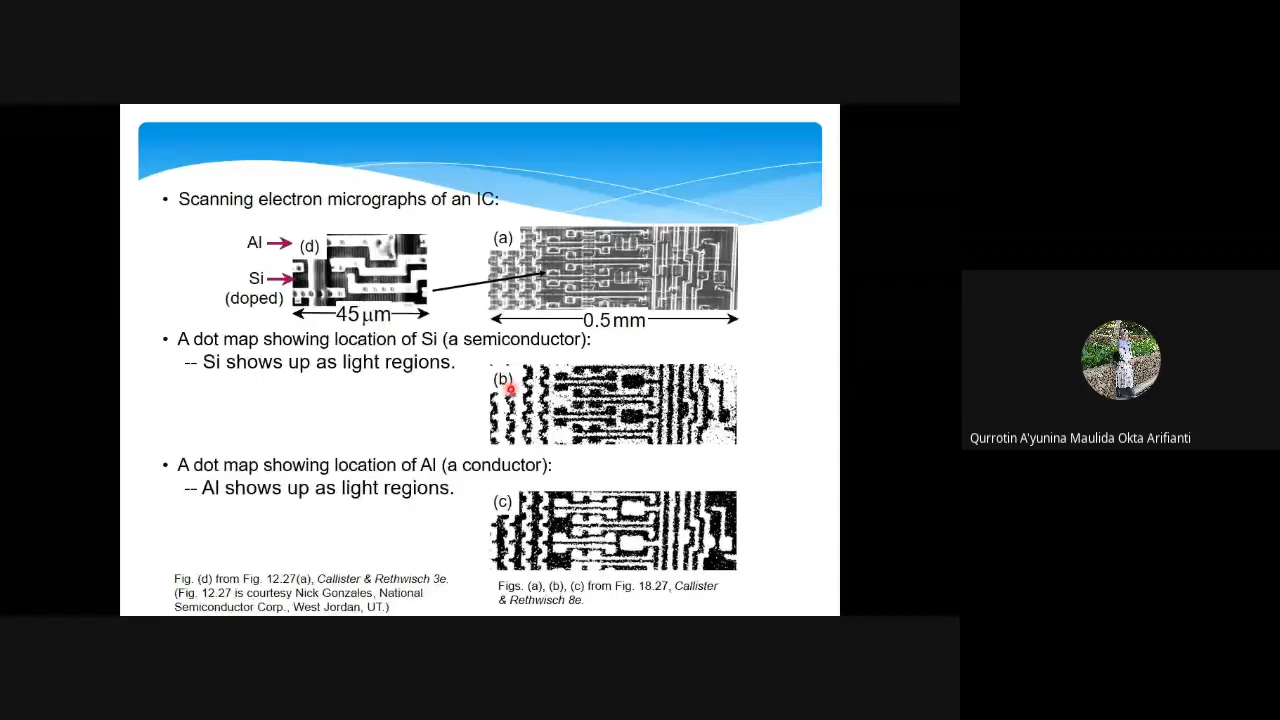 • Scanning electron micrographs of an IC:
Al
(d)
Si
(doped)
45 μm
(a)
0.5 mm
• A dot map showing location of Si (a semiconductor):
-- Si shows up as light regions.
(b)
• A dot map showing location of Al (a conductor):
-- Al shows up as light regions.
(c)
Fig. (d) from Fig. 12.27(a), Callister & Rethwisch 3e.
(Fig. 12.27 is courtesy Nick Gonzales, National
Semiconductor Corp., West Jordan, UT.)
Figs. (a), (b), (c) from Fig. 18.27, Callister
& Rethwisch 8e.
Qurrotin A'yunina Maulida Okta Arifianti